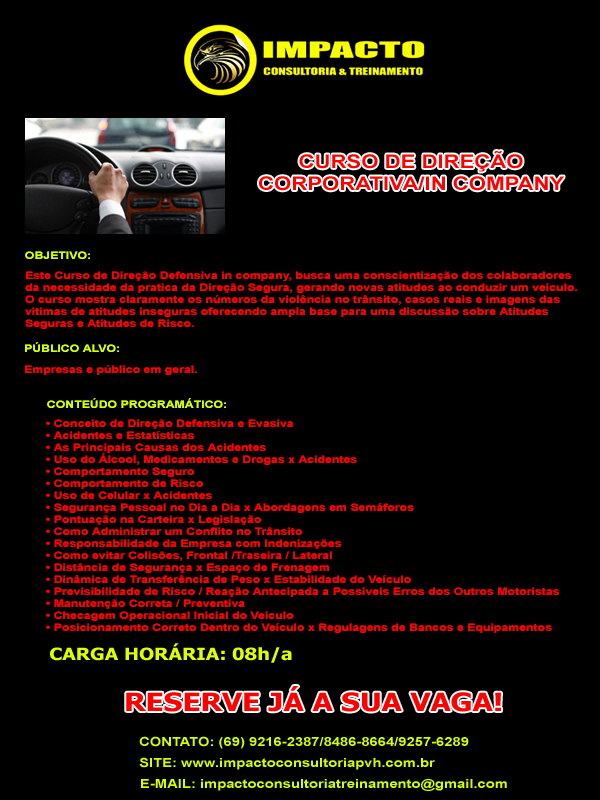 IMPACTO
CONSULTORIA & TREINAMENTO
CURSO DE DIREÇÃO
CORPORATIVA/IN COMPANY
OBJETIVO:
Este Curso de Direção Defensiva in company, busca uma conscientização dos colaboradores
da necessidade da pratica da Direção Segura, gerando novas atitudes ao conduzir um veículo.
O curso mostra claramente os números da violência no trânsito, casos reais e imagens das
vitimas de atitudes inseguras oferecendo ampla base para uma discussão sobre Atitudes
Seguras e Atitudes de Risco.
PÚBLICO ALVO:
Empresas e público em geral.
CONTEÚDO PROGRAMÁTICO:
• Conceito de Direção Defensiva e Evasiva
• Acidentes e Estatísticas
• As Principais Causas dos Acidentes
• Uso do Álcool, Medicamentos e Drogas x Acidentes
• Comportamento Seguro
• Comportamento de Risco
• Uso de Celular x Acidentes
• Segurança Pessoal no Dia a Dia x Abordagens em Semáforos
• Pontuação na Carteira x Legislação
• Como Administrar um Conflito no Trânsito
• Responsabilidade da Empresa com Indenizações
• Como evitar Colisões, Frontal /Traseira / Lateral
• Distância de Segurança x Espaço de Frenagem
• Dinâmica de Transferência de Peso x Estabilidade do Veículo
• Previsibilidade de Risco / Reação Antecipada a Possíveis Erros dos Outros Motoristas
• Manutenção Correta / Preventiva
• Checagem Operacional Inicial do Veículo
• Posicionamento Correto Dentro do Veículo x Regulagens de Bancos e Equipamentos
CARGA HORÁRIA: 08h/a
RESERVE JÁ A SUA VAGA!
CONTATO: (69) 9216-2387/8486-8664/9257-6289
SITE: www.impactoconsultoriapvh.com.br
E-MAIL: impactoconsultoriatreinamento@gmail.com